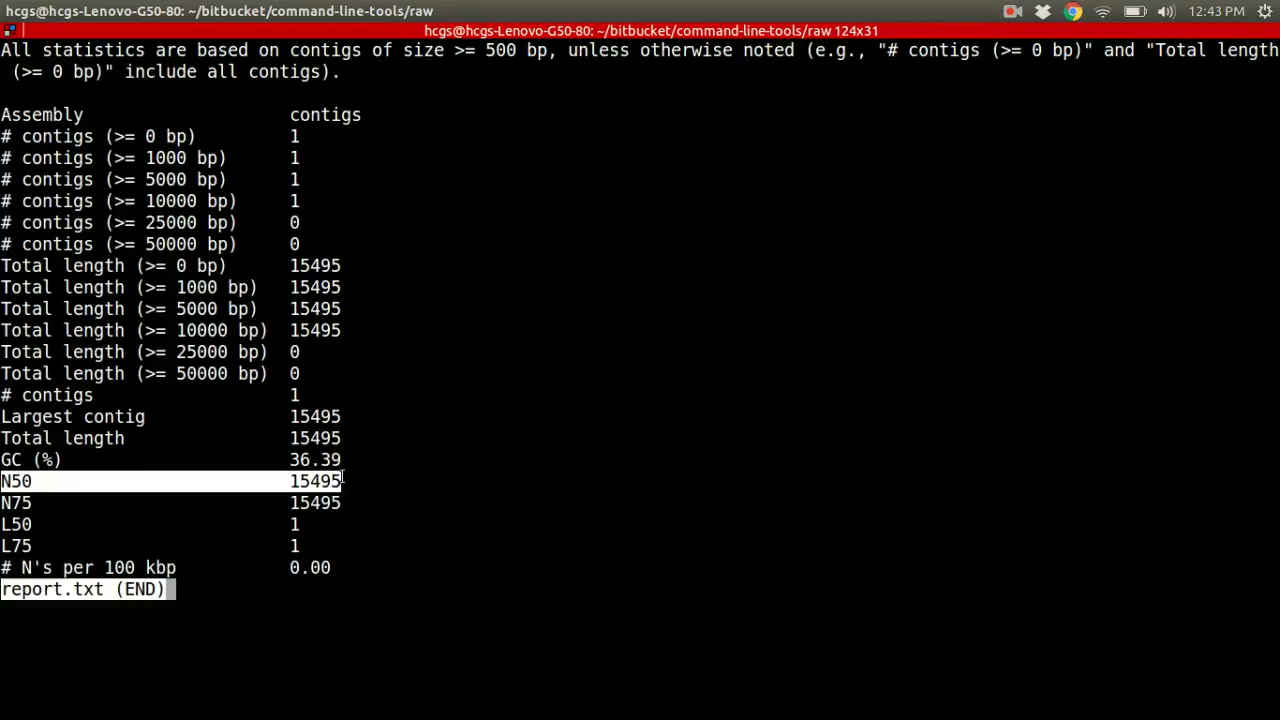 hcgs@hcgs-Lenovo-G50-80: ~/bitbucket/command-line-tools/raw
12:43 PM
hcgs@hcgs-Lenovo-G50-80: ~/bitbucket/command-line-tools/raw 124x31
All statistics are based on contigs of size >= 500 bp, unless otherwise noted (e.g., "# contigs (>= 0 bp)" and "Total length
(>= 0 bp)" include all contigs).
Assembly contigs
# contigs (>= 0 bp) 1
# contigs (>= 1000 bp) 1
# contigs (>= 5000 bp) 1
# contigs (>= 10000 bp) 1
# contigs (>= 25000 bp) 0
# contigs (>= 50000 bp) 0
Total length (>= 0 bp) 15495
Total length (>= 1000 bp) 15495
Total length (>= 5000 bp) 15495
Total length (>= 10000 bp) 15495
Total length (>= 25000 bp) 0
Total length (>= 50000 bp) 0
# contigs 1
Largest contig 15495
Total length 15495
GC (%) 36.39
N50 15495
N75 15495
L50 1
L75 1
# N's per 100 kbp 0.00
report.txt (END)